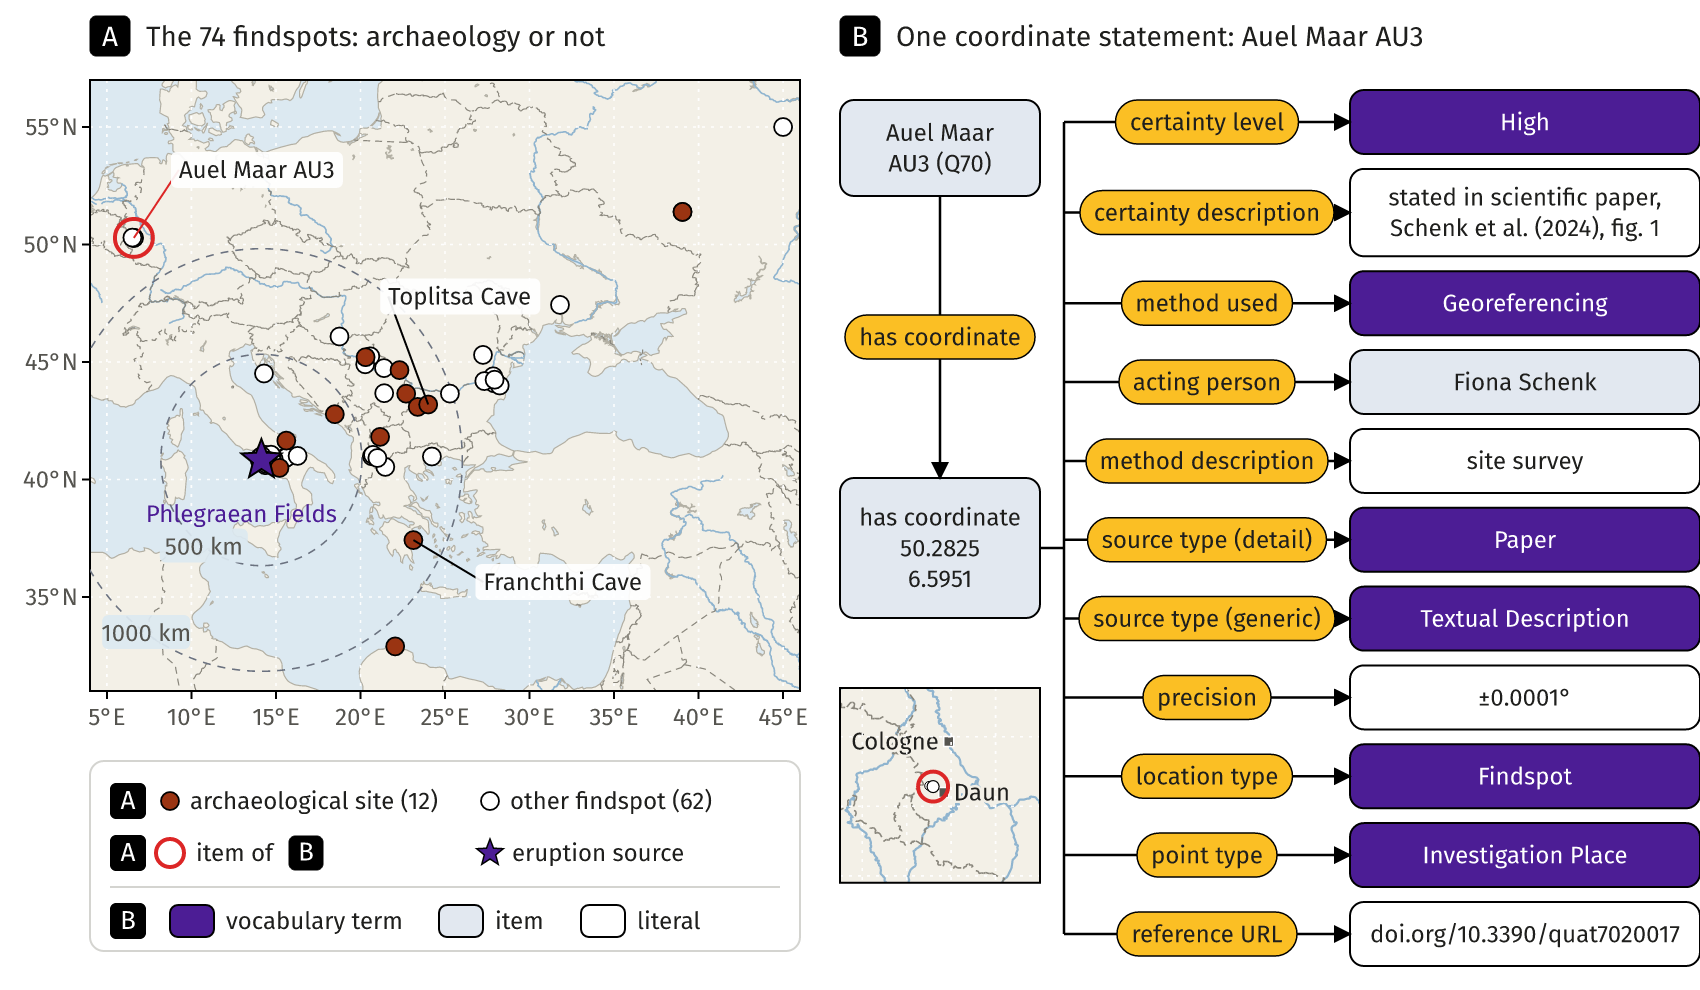 A The 74 findspots: archaeology or not
55°N
50°N
45°N
40°N
35°N
5°E 10°E 15°E 20°E 25°E 30°E 35°E 40°E 45°E
Auel Maar AU3
Toplitsa Cave
Phlegraean Fields
500 km
Franchthi Cave
1000 km
A archaeological site (12) other findspot (62)
A item of B eruption source
B vocabulary term item literal
B One coordinate statement: Auel Maar AU3
Auel Maar
AU3 (Q70)
has coordinate
has coordinate
50.2825
6.5951
Cologne
Daun
certainty level High
certainty description stated in scientific paper,
Schenk et al. (2024), fig. 1
method used Georeferencing
acting person Fiona Schenk
method description site survey
source type (detail) Paper
source type (generic) Textual Description
precision ±0.0001°
location type Findspot
point type Investigation Place
reference URL doi.org/10.3390/quat7020017